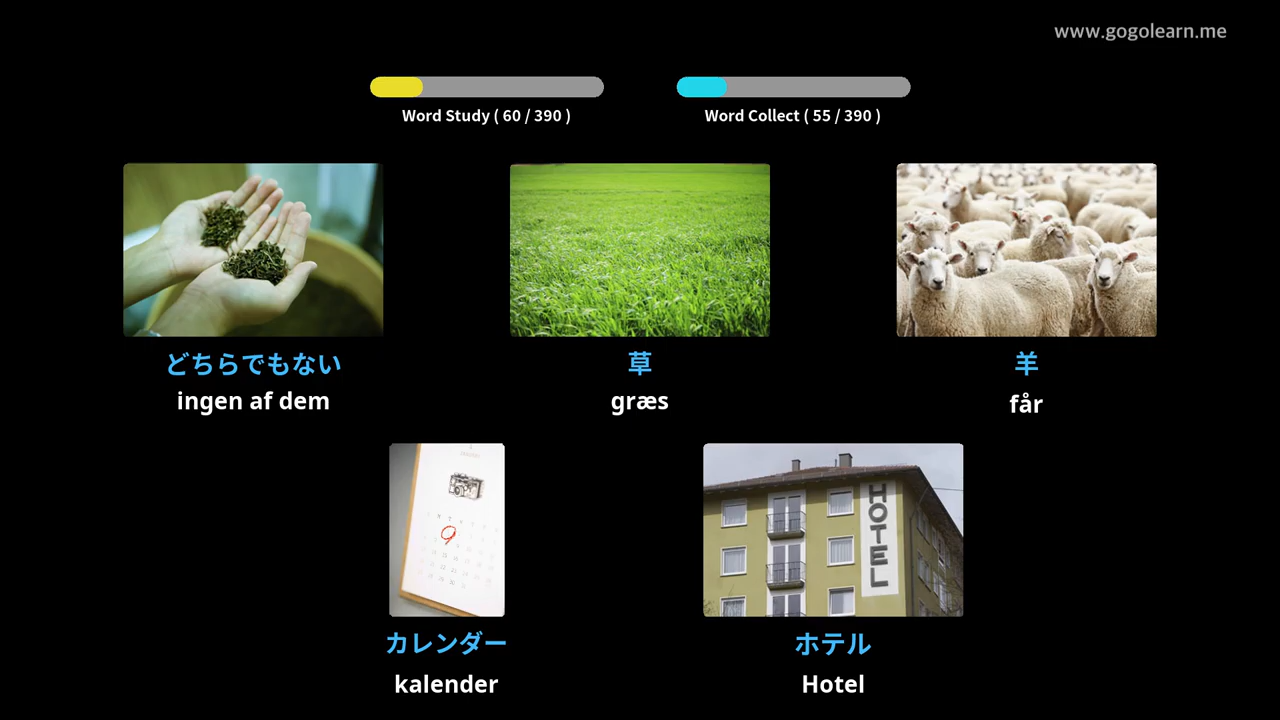 www.gogolearn.me
Word Study ( 60 / 390 )
Word Collect ( 55 / 390 )
どちらでもない
ingen af dem
草
græs
羊
får
カレンダー
kalender
HOTEL
ホテル
Hotel